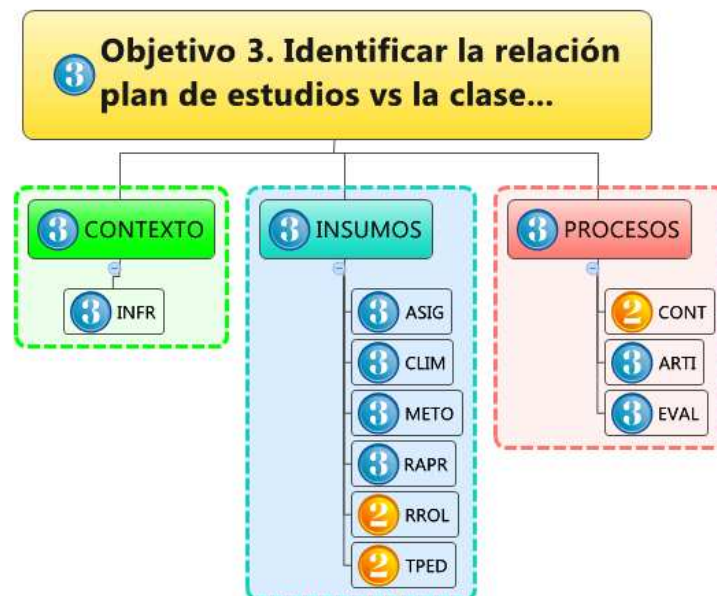 3 Objetivo 3. Identificar la relación
plan de estudios vs la clase...
3 CONTEXTO
3 INFR
3 INSUMOS
3 ASIG
3 CLIM
3 METO
3 RAPR
2 RROL
2 TPED
3 PROCESOS
2 CONT
3 ARTI
3 EVAL